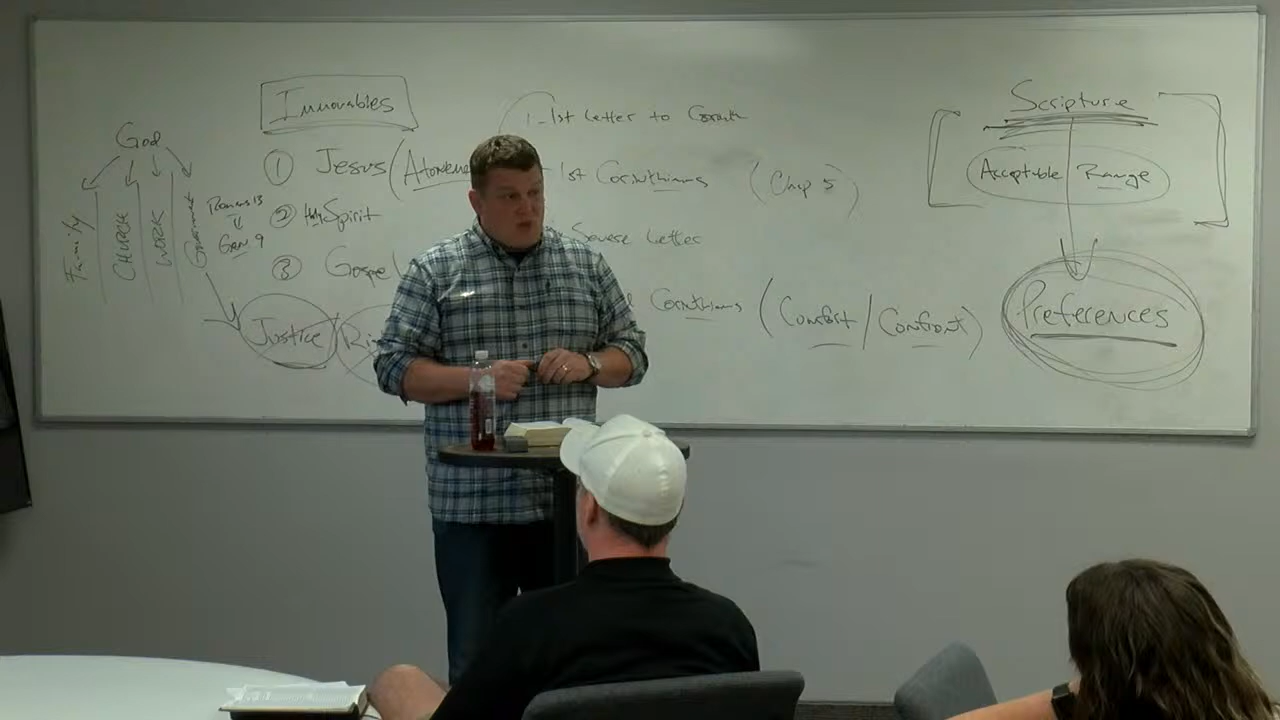 God
Family
CHURCH
WORK
Government
Romans 13
Gen 9
Justice
Immovables
① Jesus (Atoneme
② Holy Spirit
③ Gospel
1st Letter to Corinth
1st Corinthians (Chap 5)
Severe Letter
Corinthians (Comfort / Confront)
Scripture
Acceptable Range
Preferences